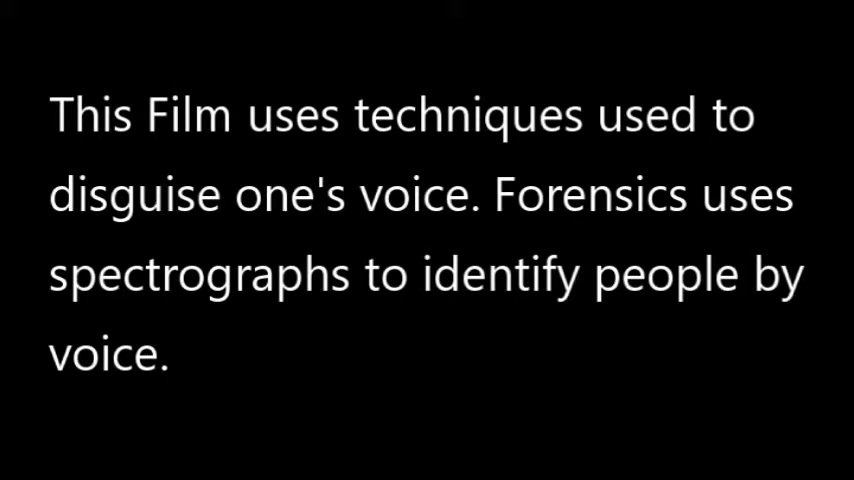 This Film uses techniques used to
disguise one's voice. Forensics uses
spectrographs to identify people by
voice.